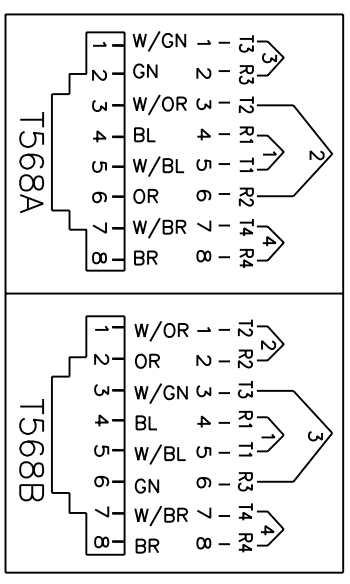 1 W/GN 1 - T3
2 GN 2 - R3
3
3 W/OR 3 - T2
4 BL 4 - R1
1
2
5 W/BL 5 - T1
6 OR 6 - R2
7 W/BR 7 - T4
4
8 BR 8 - R4
T568A
1 W/OR 1 - T2
2 OR 2 - R2
2
3 W/GN 3 - T3
4 BL 4 - R1
1
3
5 W/BL 5 - T1
6 GN 6 - R3
7 W/BR 7 - T4
4
8 BR 8 - R4
T568B